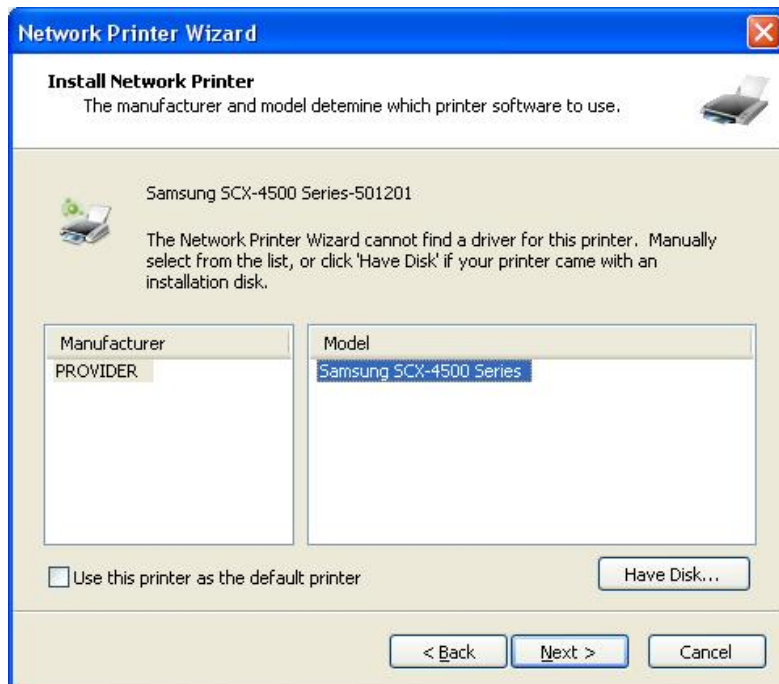 Network Printer Wizard
Install Network Printer
The manufacturer and model detemine which printer software to use.
Samsung SCX-4500 Series-501201
The Network Printer Wizard cannot find a driver for this printer.  Manually
select from the list, or click 'Have Disk' if your printer came with an
installation disk.
Manufacturer
PROVIDER
Model
Samsung SCX-4500 Series
Use this printer as the default printer
Have Disk...
< Back
Next >
Cancel